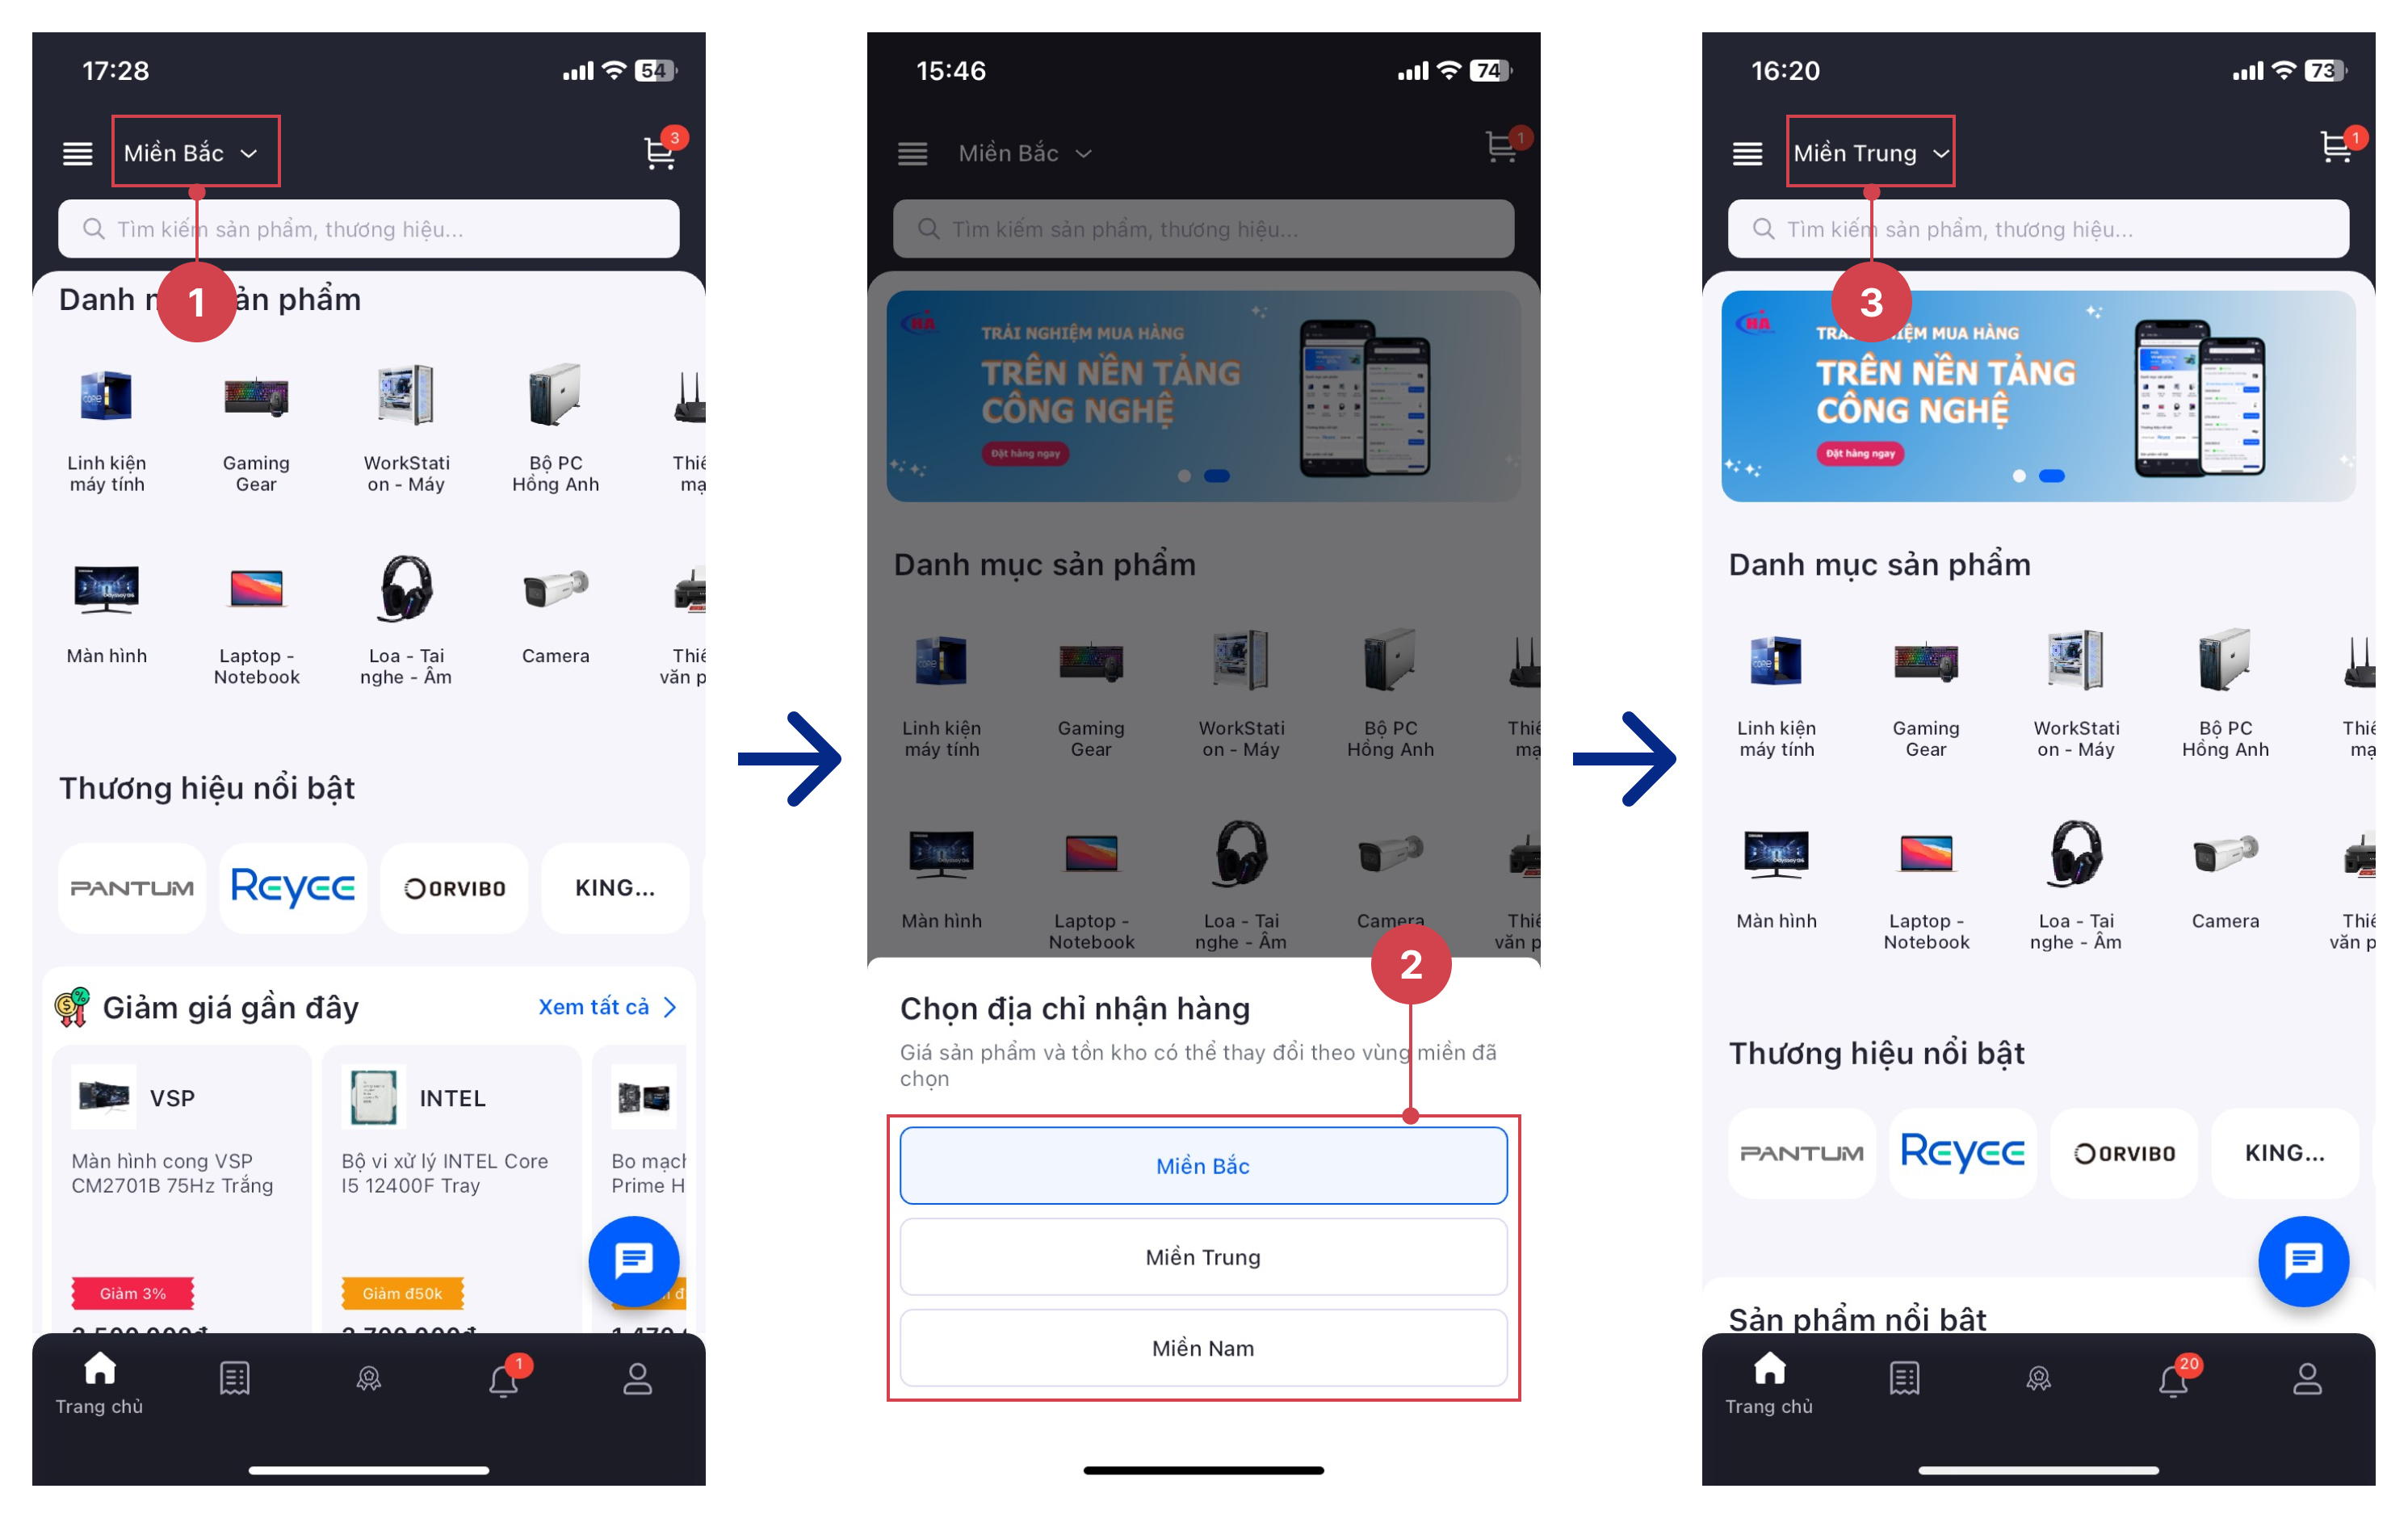 17:28
54
Miền Bắc
3
Tìm kiếm sản phẩm, thương hiệu...
1
Danh sản phẩm
Linh kiện
máy tính
Gaming
Gear
WorkStati
on - Máy
Bộ PC
Hồng Anh
Thiế
mạ
Màn hình
Laptop -
Notebook
Loa - Tai
nghe - Âm
Camera
Thiế
văn p
Thương hiệu nổi bật
PANTUM
Reyee
ORVIBO
KING...
Giảm giá gần đây
Xem tất cả
VSP
Màn hình cong VSP
CM2701B 75Hz Trắng
Giảm 3%
INTEL
Bộ vi xử lý INTEL Core
I5 12400F Tray
Giảm đ50k
Bo mạch
Prime H
1
Trang chủ
15:46
74
Miền Bắc
1
Tìm kiếm sản phẩm, thương hiệu...
HA
TRẢI NGHIỆM MUA HÀNG
TRÊN NỀN TẢNG
CÔNG NGHỆ
Đặt hàng ngay
Danh mục sản phẩm
Linh kiện
máy tính
Gaming
Gear
WorkStati
on - Máy
Bộ PC
Hồng Anh
Thiế
mạ
Màn hình
Laptop -
Notebook
Loa - Tai
nghe - Âm
Camera
Thiế
văn p
2
Chọn địa chỉ nhận hàng
Giá sản phẩm và tồn kho có thể thay đổi theo vùng miền đã
chọn
Miền Bắc
Miền Trung
Miền Nam
16:20
73
Miền Trung
1
Tìm kiếm sản phẩm, thương hiệu...
3
HA
MUA HÀNG
TRÊN NỀN TẢNG
CÔNG NGHỆ
Đặt hàng ngay
Danh mục sản phẩm
Linh kiện
máy tính
Gaming
Gear
WorkStati
on - Máy
Bộ PC
Hồng Anh
Thiế
mạ
Màn hình
Laptop -
Notebook
Loa - Tai
nghe - Âm
Camera
Thiế
văn p
Thương hiệu nổi bật
PANTUM
Reyee
ORVIBO
KING...
Sản phẩm nổi bật
20
Trang chủ